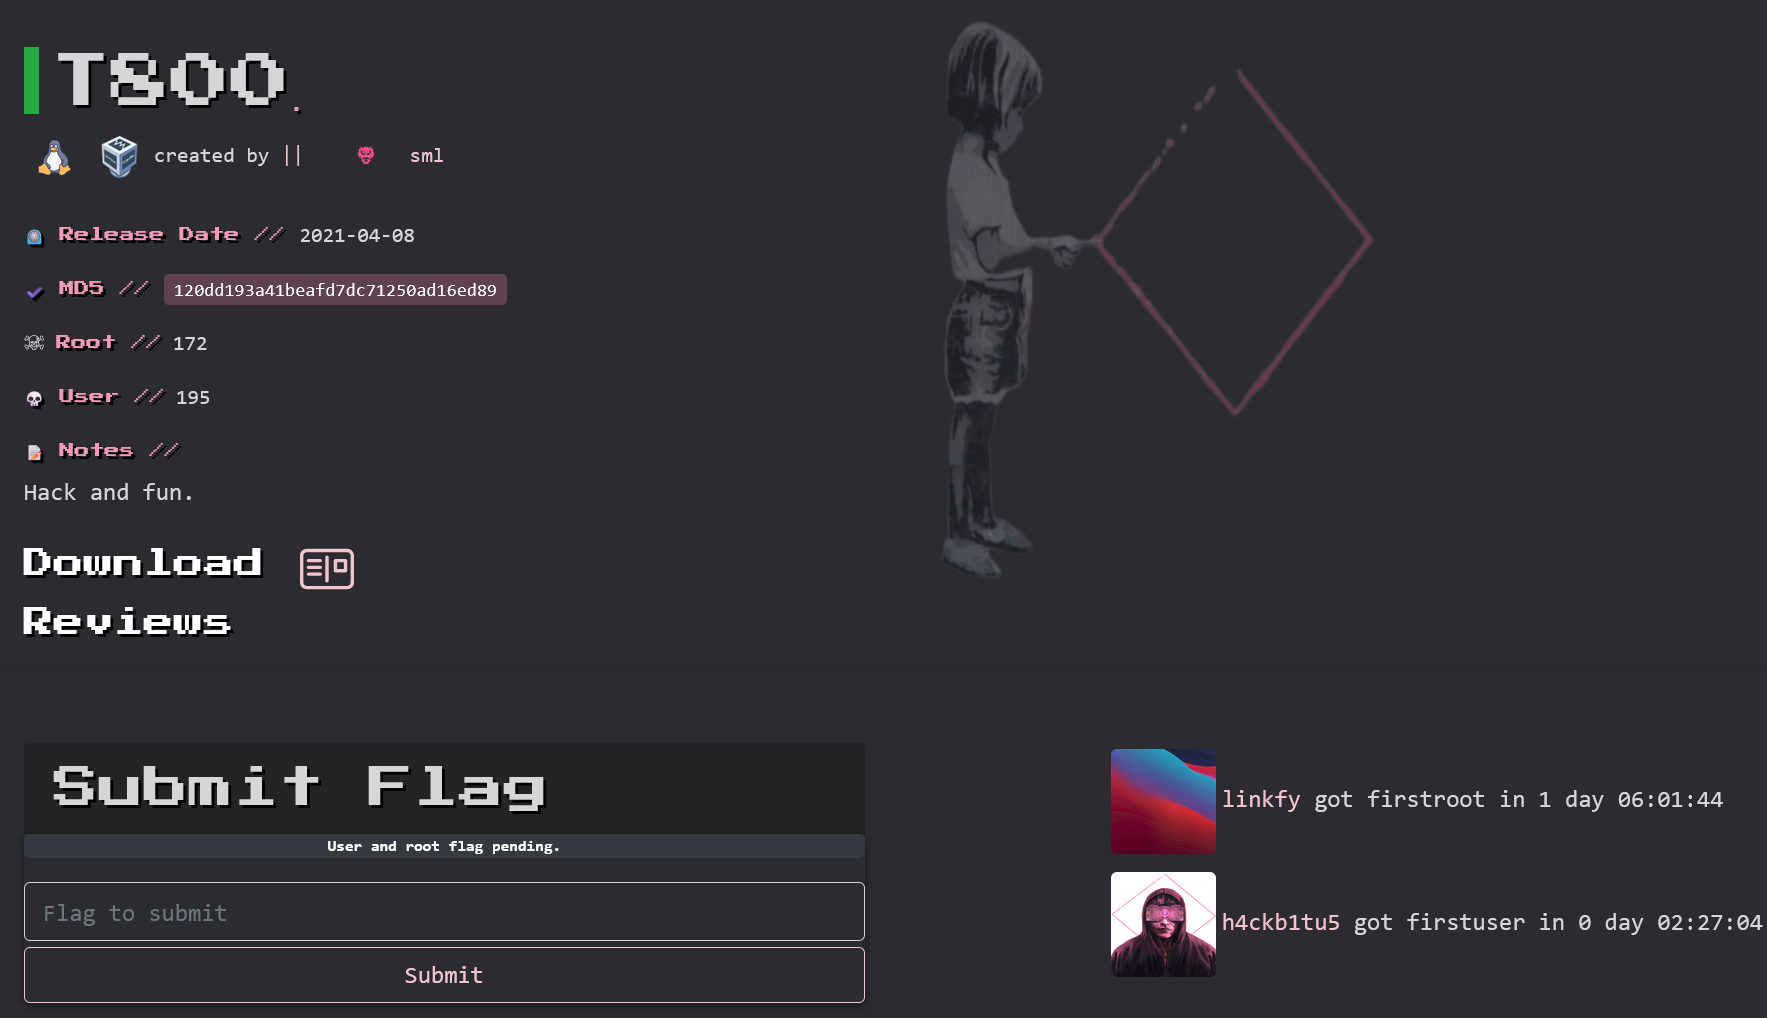 T800.
created by || sml
Release Date // 2021-04-08
MD5 // 120dd193a41beafd7dc71250ad16ed89
Root // 172
User // 195
Notes //
Hack and fun.
Download
Reviews
Submit Flag
User and root flag pending.
Flag to submit
Submit
linkfy got firstroot in 1 day 06:01:44
h4ckb1tu5 got firstuser in 0 day 02:27:04